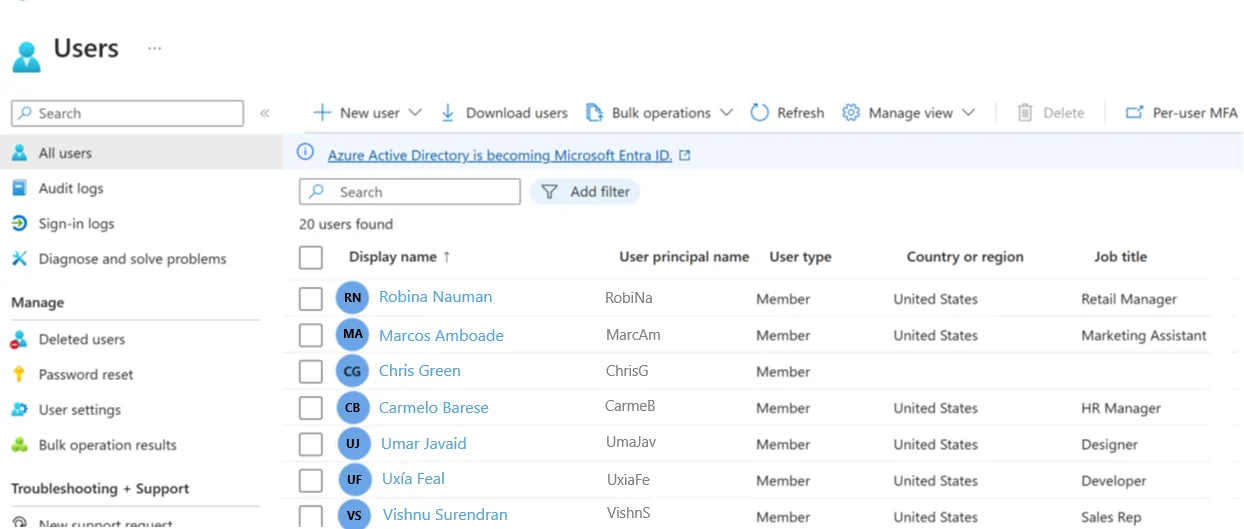 Users ...
Search «
New user Download users Bulk operations Refresh Manage view Delete Per-user MFA
All users
Audit logs
Sign-in logs
Diagnose and solve problems
Manage
Deleted users
Password reset
User settings
Bulk operation results
Troubleshooting + Support
New support request
Azure Active Directory is becoming Microsoft Entra ID.
Search Add filter
20 users found
Display name ↑ User principal name User type Country or region Job title
RN Robina Nauman RobiNa Member United States Retail Manager
MA Marcos Amboade MarcAm Member United States Marketing Assistant
CG Chris Green ChrisG Member
CB Carmelo Barese CarmeB Member United States HR Manager
UJ Umar Javaid UmaJav Member United States Designer
UF Uxía Feal UxiaFe Member United States Developer
VS Vishnu Surendran VishnS Member United States Sales Rep